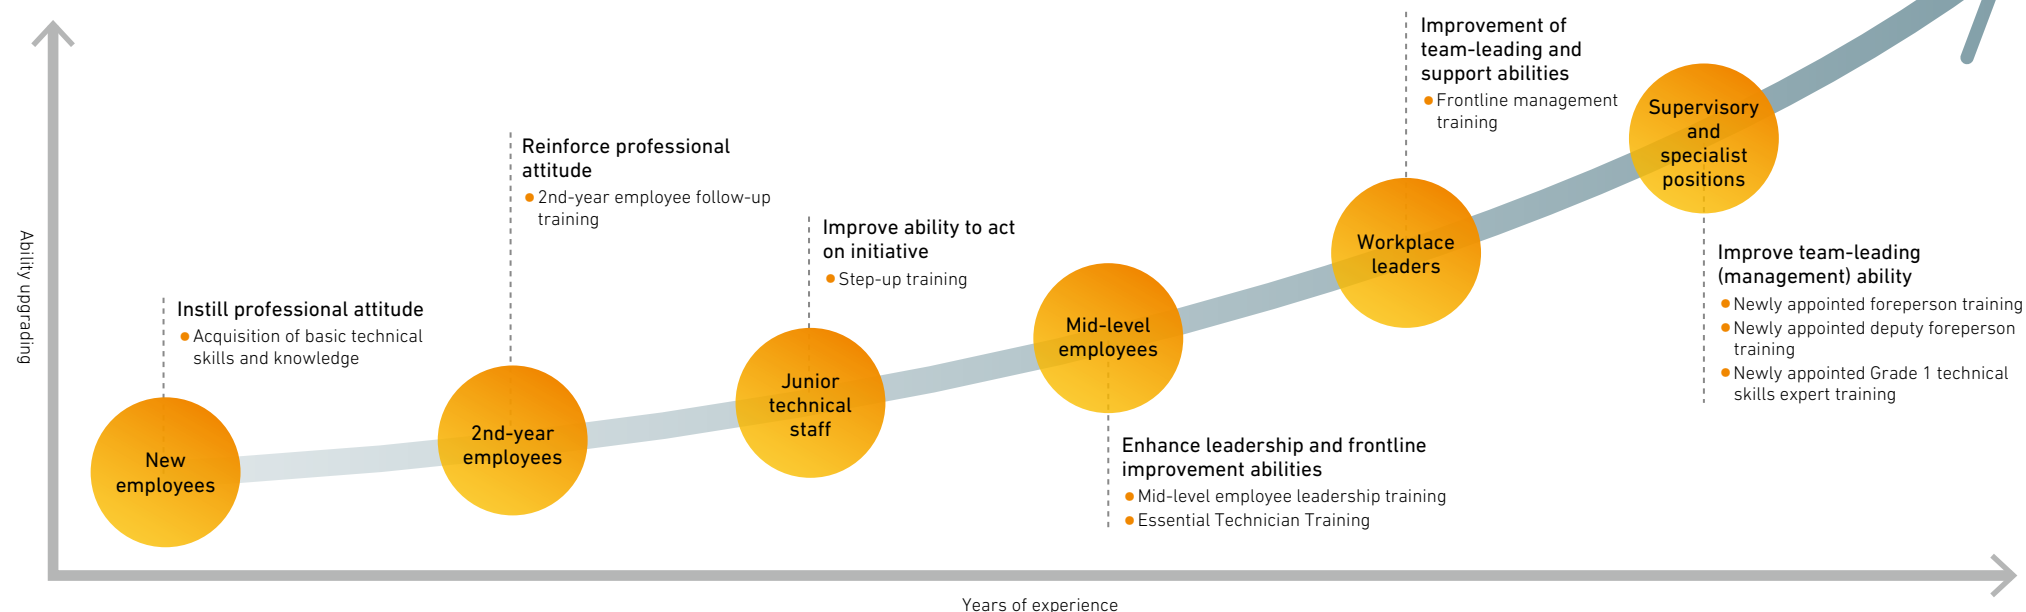 Ability upgrading
Instill professional attitude
Acquisition of basic technical
skills and knowledge
New
employees
Reinforce professional
attitude
2nd-year employee follow-up
training
2nd-year
employees
Improve ability to act
on initiative
Step-up training
Junior
technical
staff
Mid-level
employees
Enhance leadership and frontline
improvement abilities
Mid-level employee leadership training
Essential Technician Training
Improvement of
team-leading and
support abilities
Frontline management
training
Workplace
leaders
Supervisory
and
specialist
positions
Improve team-leading
(management) ability
Newly appointed foreperson training
Newly appointed deputy foreperson
training
Newly appointed Grade 1 technical
skills expert training
Years of experience